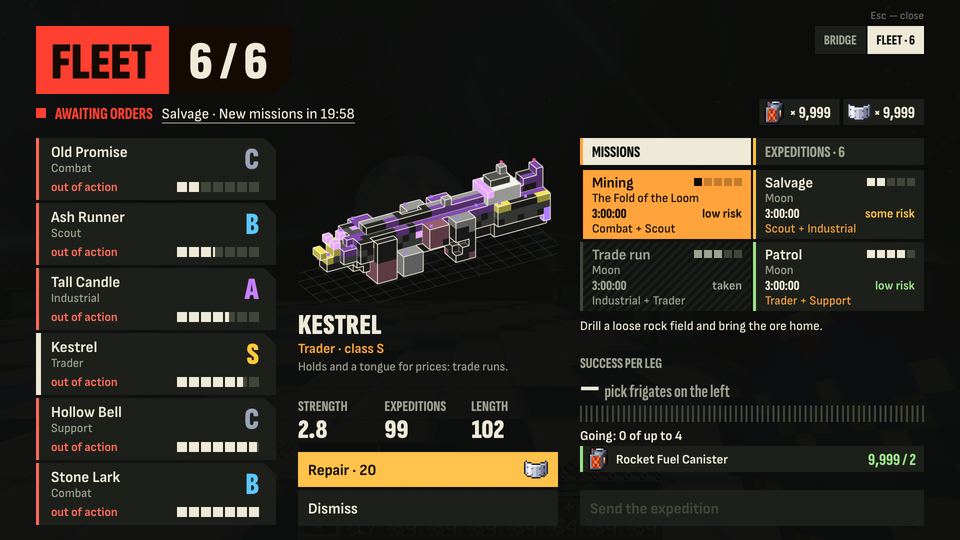 Esc — close
FLEET
6 / 6
BRIDGE
FLEET · 6
AWAITING ORDERS
Salvage · New missions in 19:58
× 9,999
× 9,999
Old Promise
Combat
C
out of action
Ash Runner
Scout
B
out of action
Tall Candle
Industrial
A
out of action
Kestrel
Trader
S
out of action
Hollow Bell
Support
C
out of action
Stone Lark
Combat
B
out of action
KESTREL
Trader · class S
Holds and a tongue for prices: trade runs.
STRENGTH
2.8
EXPEDITIONS
99
LENGTH
102
Repair · 20
Dismiss
MISSIONS
EXPEDITIONS · 6
Mining
The Fold of the Loom
3:00:00 low risk
Combat + Scout
Salvage
Moon
3:00:00 some risk
Scout + Industrial
Trade run
Moon
3:00:00 taken
Industrial + Trader
Patrol
Moon
3:00:00 low risk
Trader + Support
Drill a loose rock field and bring the ore home.
SUCCESS PER LEG
— pick frigates on the left
Going: 0 of up to 4
Rocket Fuel Canister 9,999 / 2
Send the expedition